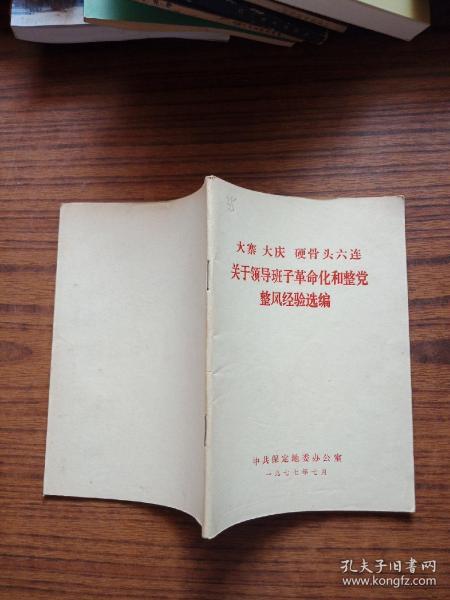 大寨 大庆 硬骨头六连
关于领导班子革命化和整党
整风经验选编
中共保定地委办公室
一九七七年七月
孔夫子旧书网
www.kongfz.com